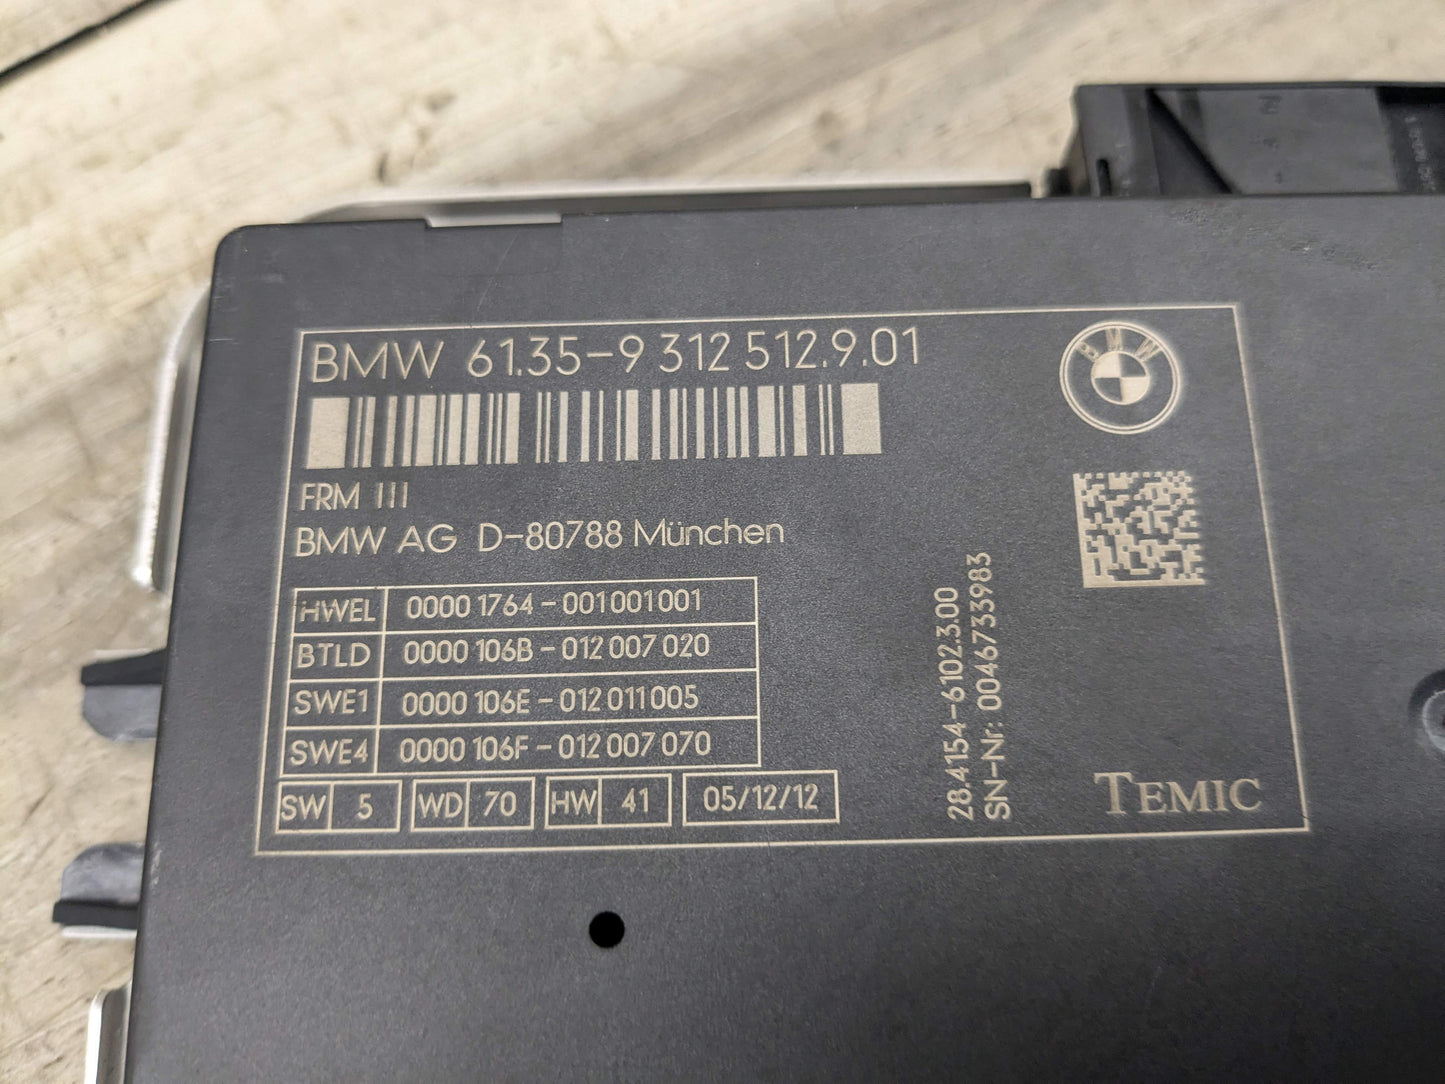 BMW 61.35-9 312 512.9.01
BMW
FRM III
BMW AG D-80788 München
HWEL 0000 1764-001 001 001
BTLD 0000 106B-012 007 020
SWE1 0000 106E-012 011 005
SWE4 0000 106F-012 007 070
SW 5 WD 70 HW 41 05/12/12
28.4154-6102.3.00
SN-Nr: 0046733983
TEMIC